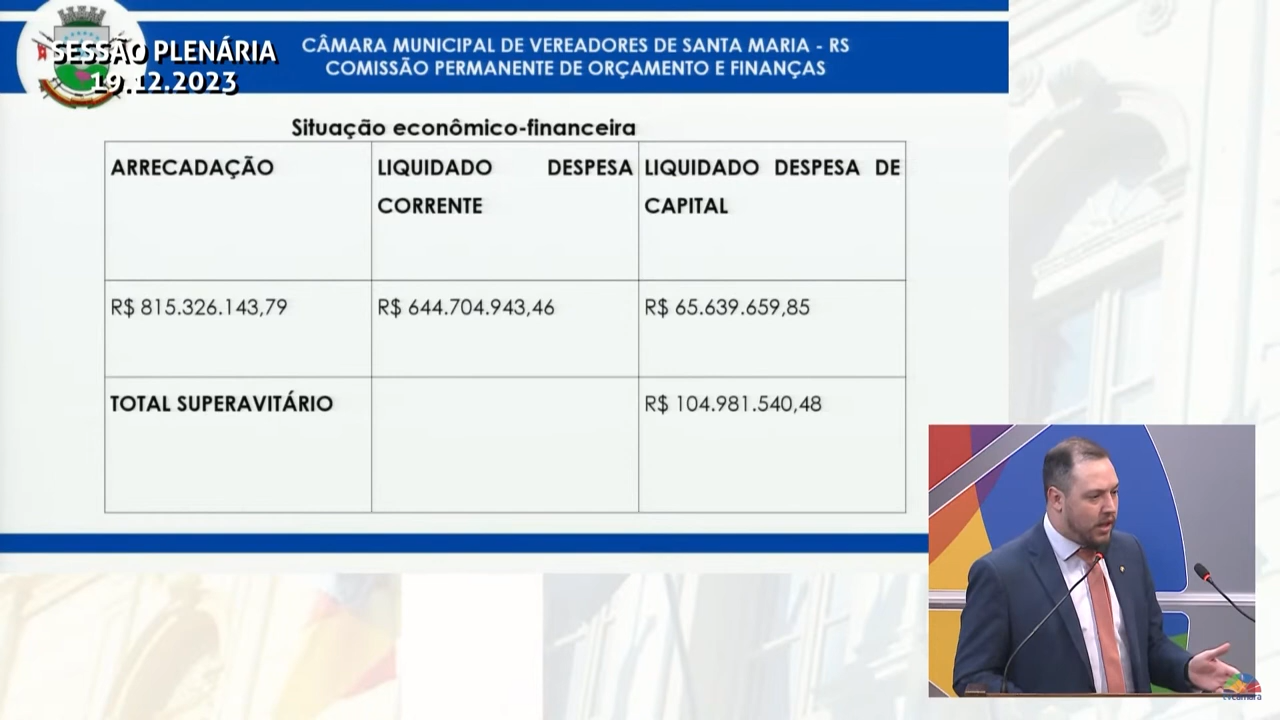 SESSÃO PLENÁRIA
19.12.2023
CÂMARA MUNICIPAL DE VEREADORES DE SANTA MARIA - RS
COMISSÃO PERMANENTE DE ORÇAMENTO E FINANÇAS
Situação econômico-financeira
ARRECADAÇÃO
LIQUIDADO DESPESA
CORRENTE
LIQUIDADO DESPESA DE
CAPITAL
R$ 815.326.143,79
R$ 644.704.943,46
R$ 65.639.659,85
TOTAL SUPERAVITÁRIO
R$ 104.981.540,48
tvcâmara